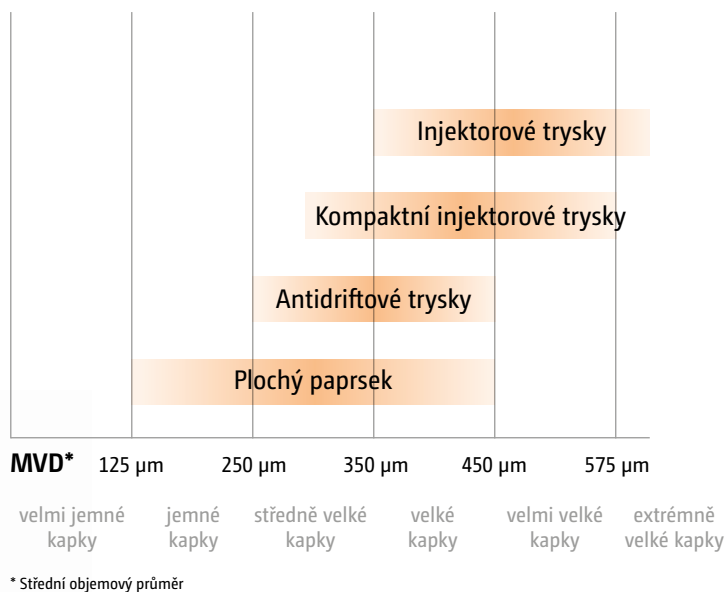 Injektorové trysky
Kompaktní injektorové trysky
Antidriftové trysky
Plochý paprsek
MVD* 125 µm 250 µm 350 µm 450 µm 575 µm
velmi jemné jemné středně velké velké velmi velké extrémně
kapky kapky kapky kapky kapky velké kapky
* Střední objemový průměr